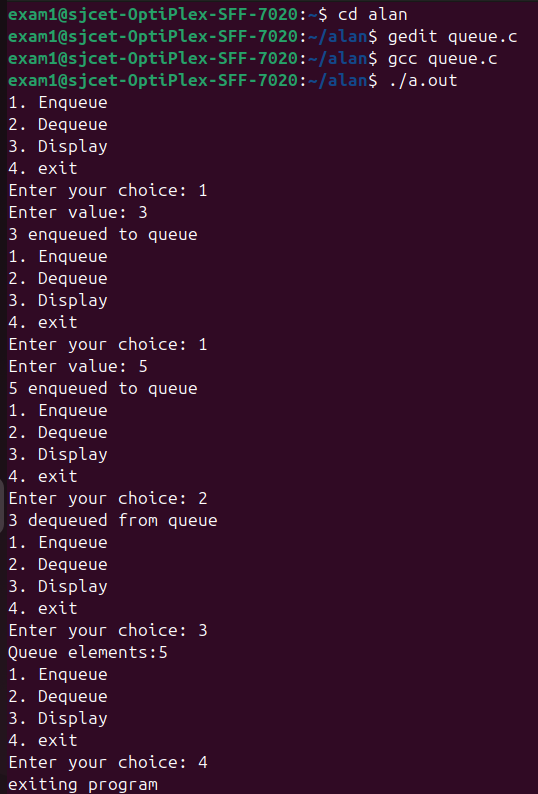 exam1@sjcet-OptiPlex-SFF-7020:~$ cd alan
exam1@sjcet-OptiPlex-SFF-7020:~/alan$ gedit queue.c
exam1@sjcet-OptiPlex-SFF-7020:~/alan$ gcc queue.c
exam1@sjcet-OptiPlex-SFF-7020:~/alan$ ./a.out
1. Enqueue
2. Dequeue
3. Display
4. exit
Enter your choice: 1
Enter value: 3
3 enqueued to queue
1. Enqueue
2. Dequeue
3. Display
4. exit
Enter your choice: 1
Enter value: 5
5 enqueued to queue
1. Enqueue
2. Dequeue
3. Display
4. exit
Enter your choice: 2
3 dequeued from queue
1. Enqueue
2. Dequeue
3. Display
4. exit
Enter your choice: 3
Queue elements:5
1. Enqueue
2. Dequeue
3. Display
4. exit
Enter your choice: 4
exiting program